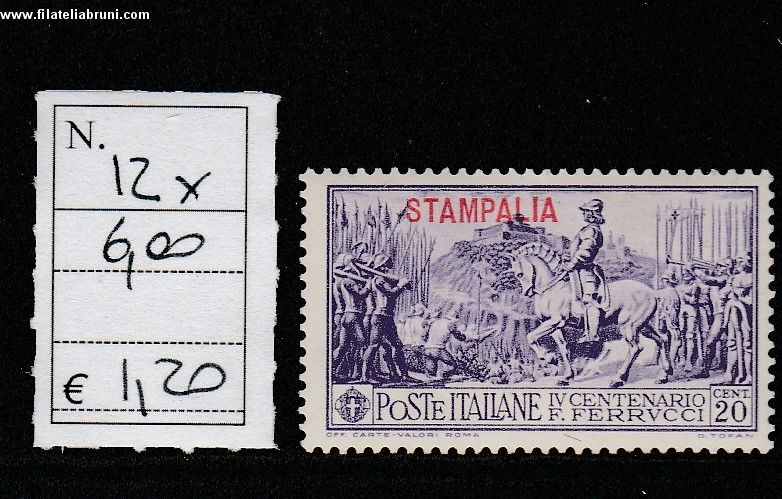 www.filateliabruni.com
N.
12 x
6,00
€ 1,20
STAMPALIA
POSTE ITALIANE
IV CENTENARIO
F. FERRVCCI
CENT.
20
OFF. CARTE-VALORI ROMA
D. TOFANI